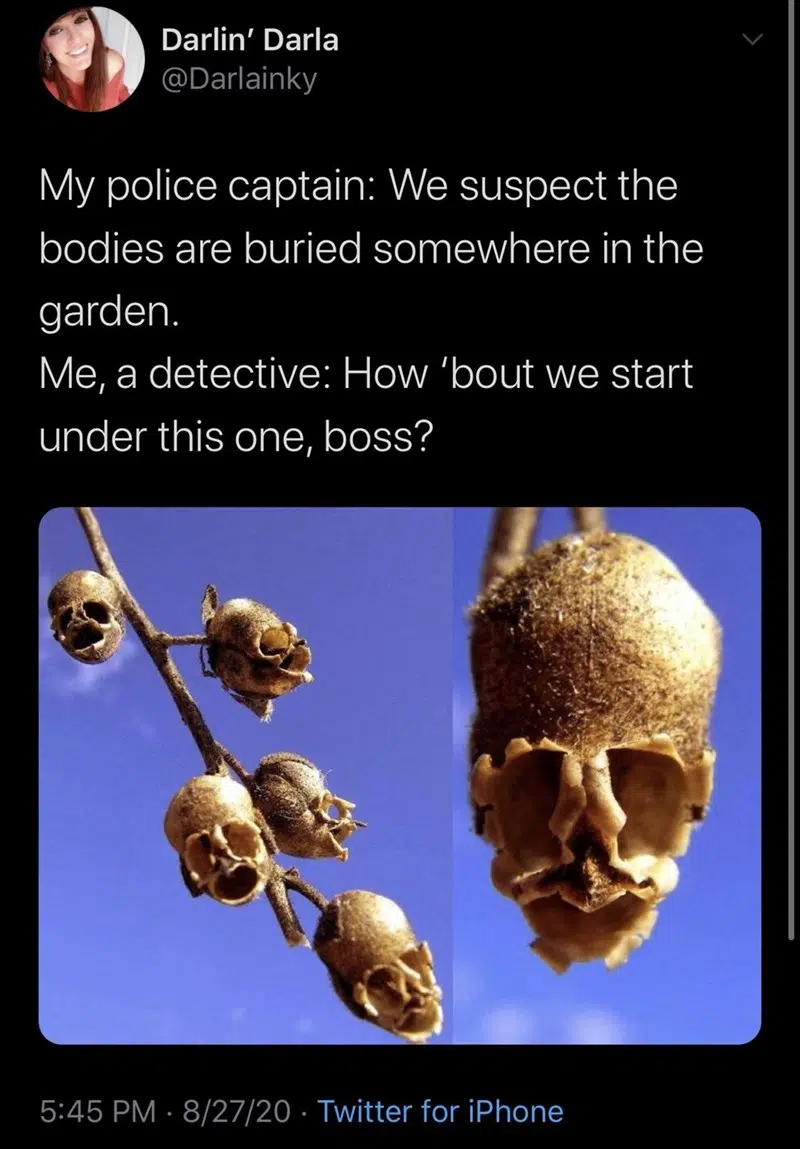 Darlin’ Darla
@Darlainky
My police captain: We suspect the
bodies are buried somewhere in the
garden.
Me, a detective: How ‘bout we start
under this one, boss?
5:45 PM · 8/27/20 · Twitter for iPhone